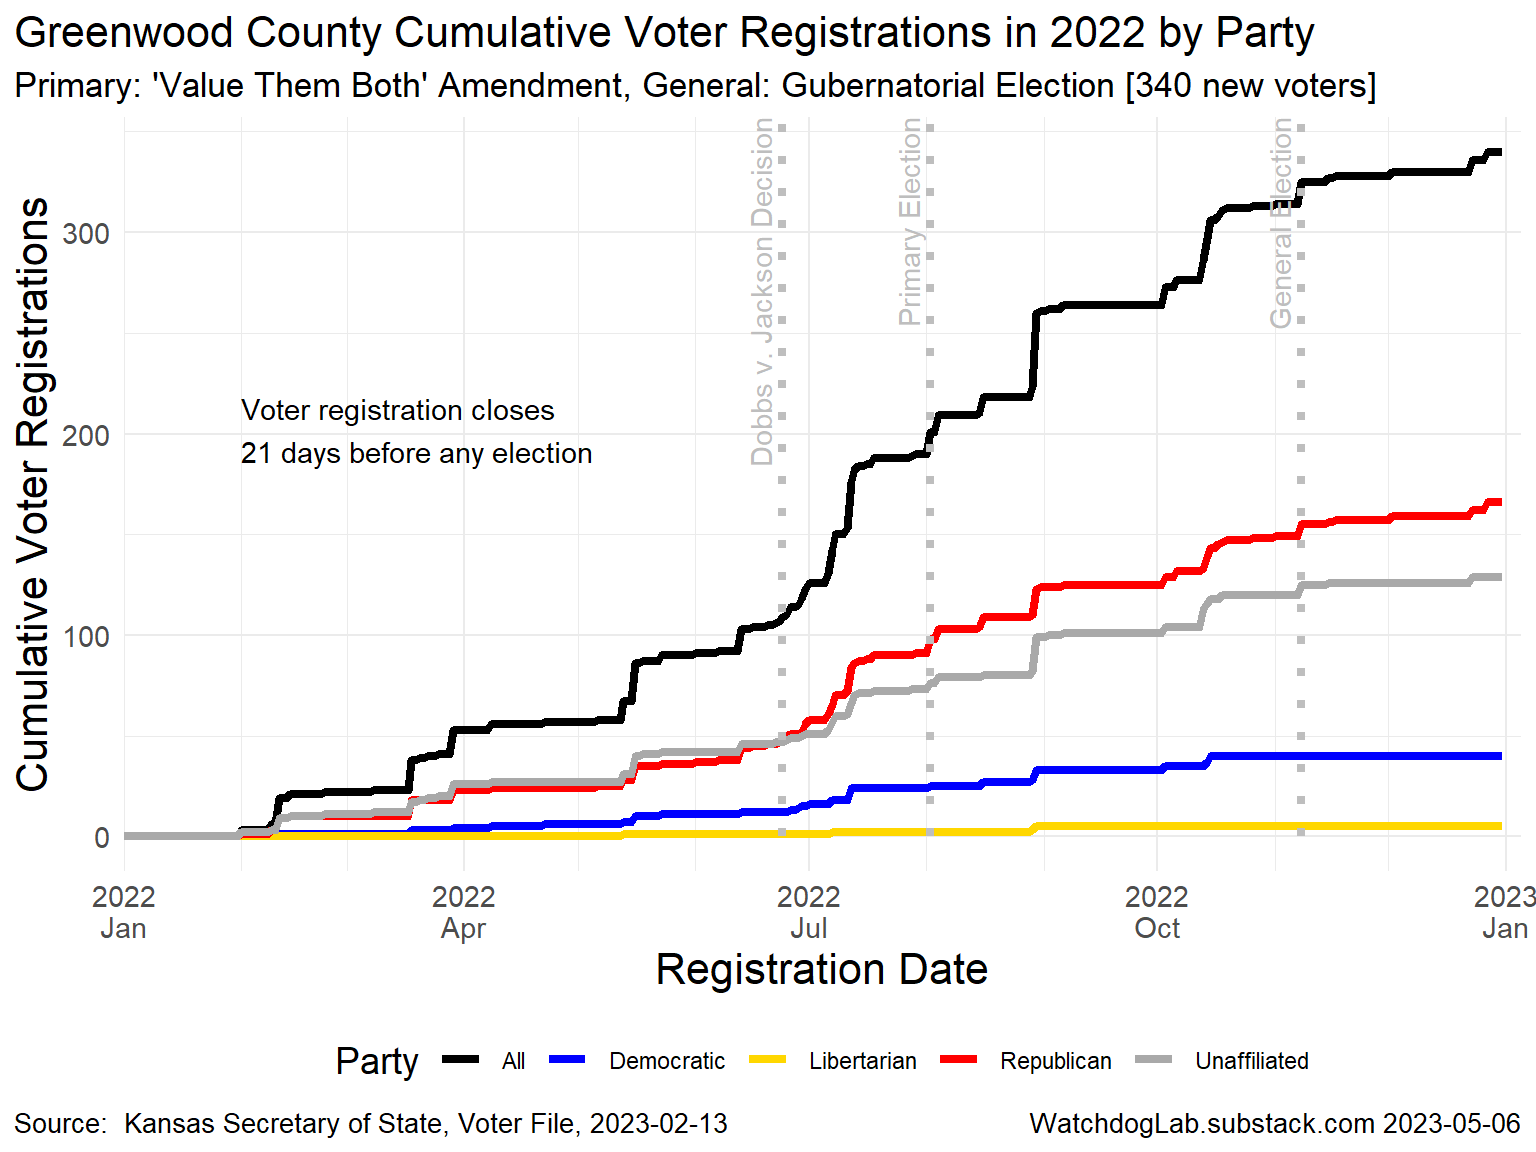 Greenwood County Cumulative Voter Registrations in 2022 by Party
Primary: 'Value Them Both' Amendment, General: Gubernatorial Election [340 new voters]
Cumulative Voter Registrations
300
200
100
0
Dobbs v. Jackson Decision
Primary Election
General Election
Voter registration closes
21 days before any election
2022 2022 2022 2022 2023
Jan Apr Jul Oct Jan
Registration Date
Party All Democratic Libertarian Republican Unaffiliated
Source:  Kansas Secretary of State, Voter File, 2023-02-13
WatchdogLab.substack.com 2023-05-06